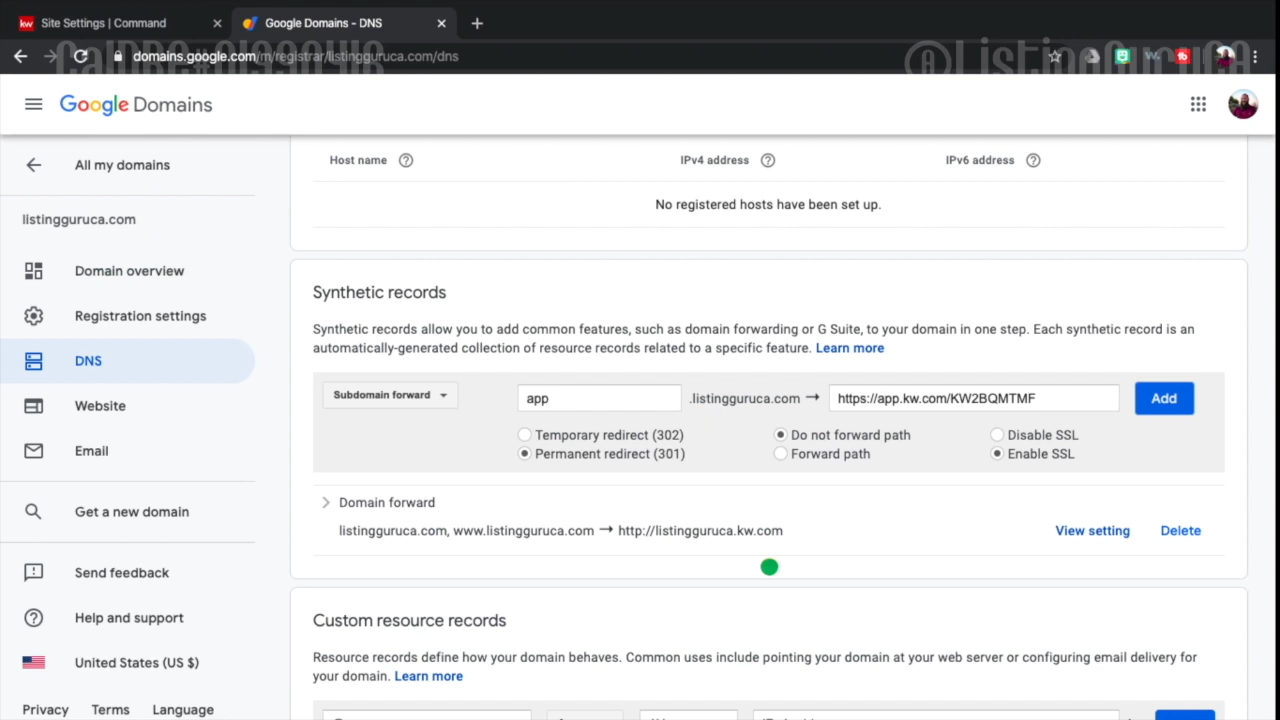 kw Site Settings | Command
Google Domains - DNS
domains.google.com/m/registrar/listingguruca.com/dns
CalDRE#01990418
@ListingGuruCA
Google Domains
All my domains
listingguruca.com
Domain overview
Registration settings
DNS
Website
Email
Get a new domain
Send feedback
Help and support
United States (US $)
Privacy Terms Language
Host name IPv4 address IPv6 address
No registered hosts have been set up.
Synthetic records
Synthetic records allow you to add common features, such as domain forwarding or G Suite, to your domain in one step. Each synthetic record is an
automatically-generated collection of resource records related to a specific feature. Learn more
Subdomain forward app .listingguruca.com → https://app.kw.com/KW2BQMTMF Add
Temporary redirect (302) Do not forward path Disable SSL
Permanent redirect (301) Forward path Enable SSL
Domain forward
listingguruca.com, www.listingguruca.com → http://listingguruca.kw.com View setting Delete
Custom resource records
Resource records define how your domain behaves. Common uses include pointing your domain at your web server or configuring email delivery for
your domain. Learn more